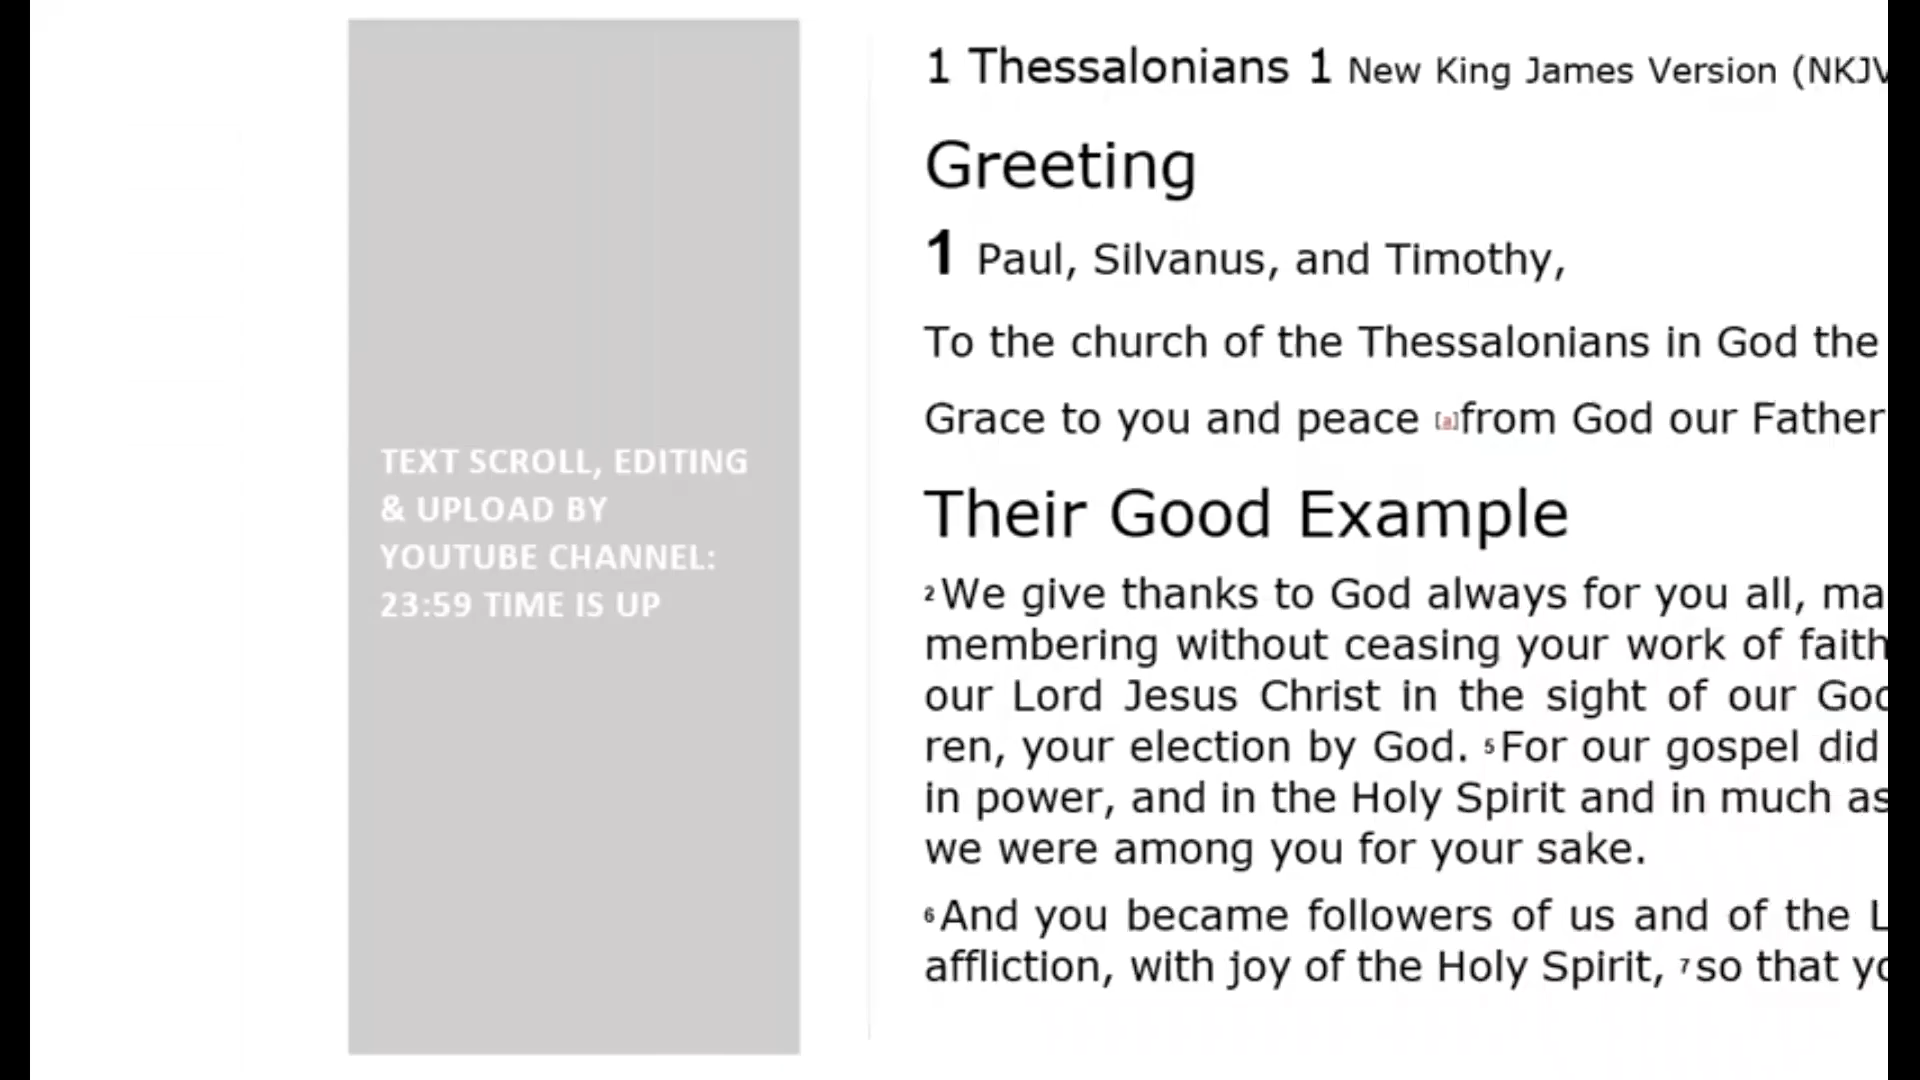 TEXT SCROLL, EDITING
& UPLOAD BY
YOUTUBE CHANNEL:
23:59 TIME IS UP
1 Thessalonians 1 New King James Version (NKJV
Greeting
1 Paul, Silvanus, and Timothy,
To the church of the Thessalonians in God the
Grace to you and peace [a]from God our Father
Their Good Example
2 We give thanks to God always for you all, ma
membering without ceasing your work of faith
our Lord Jesus Christ in the sight of our God
ren, your election by God. 5 For our gospel did
in power, and in the Holy Spirit and in much as
we were among you for your sake.
6 And you became followers of us and of the L
affliction, with joy of the Holy Spirit, 7 so that yo